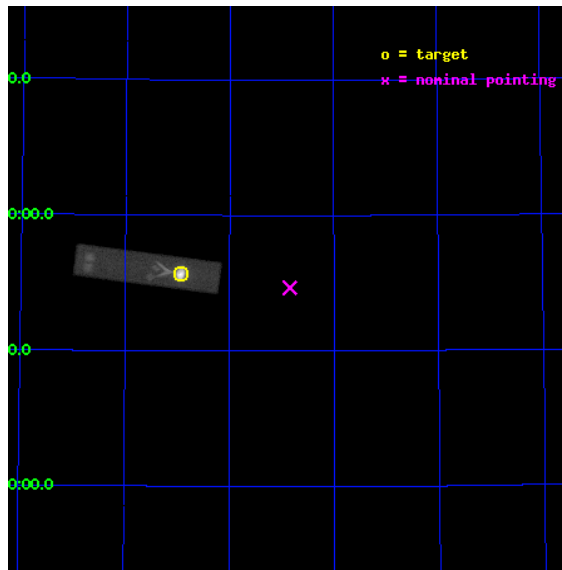 o = target
x = nominal pointing
0.0
0:00.0
0.0
0:00.0